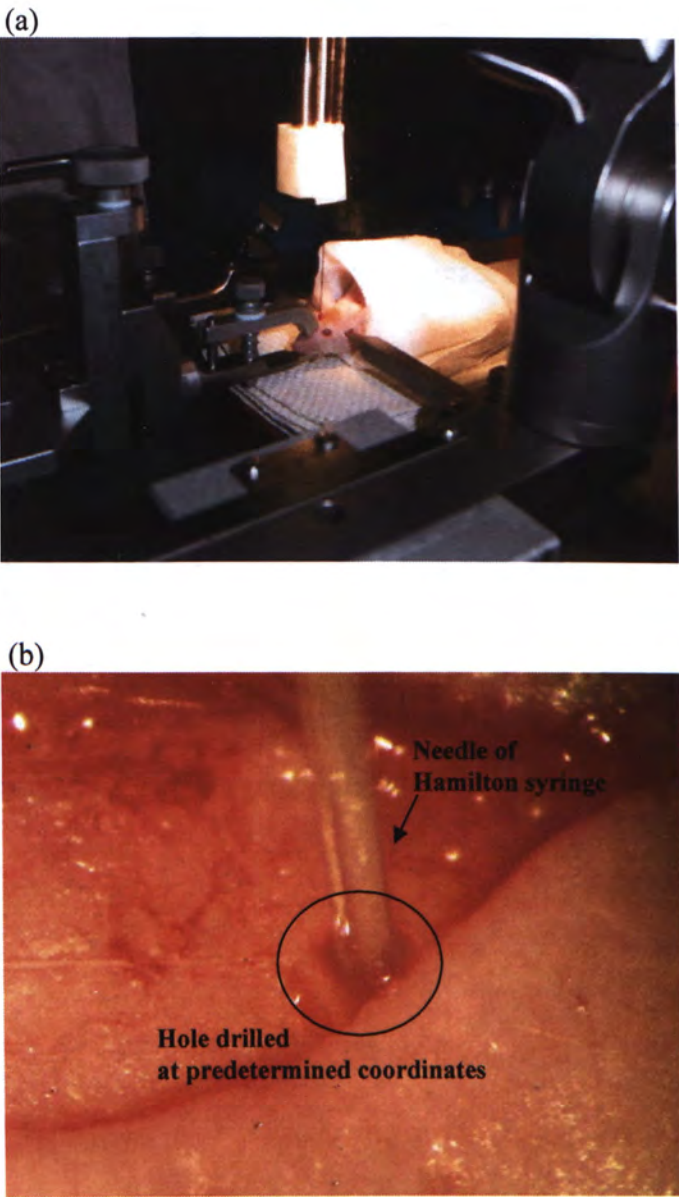 (a)
(b)
Needle of
Hamilton syringe
Hole drilled
at predetermined coordinates